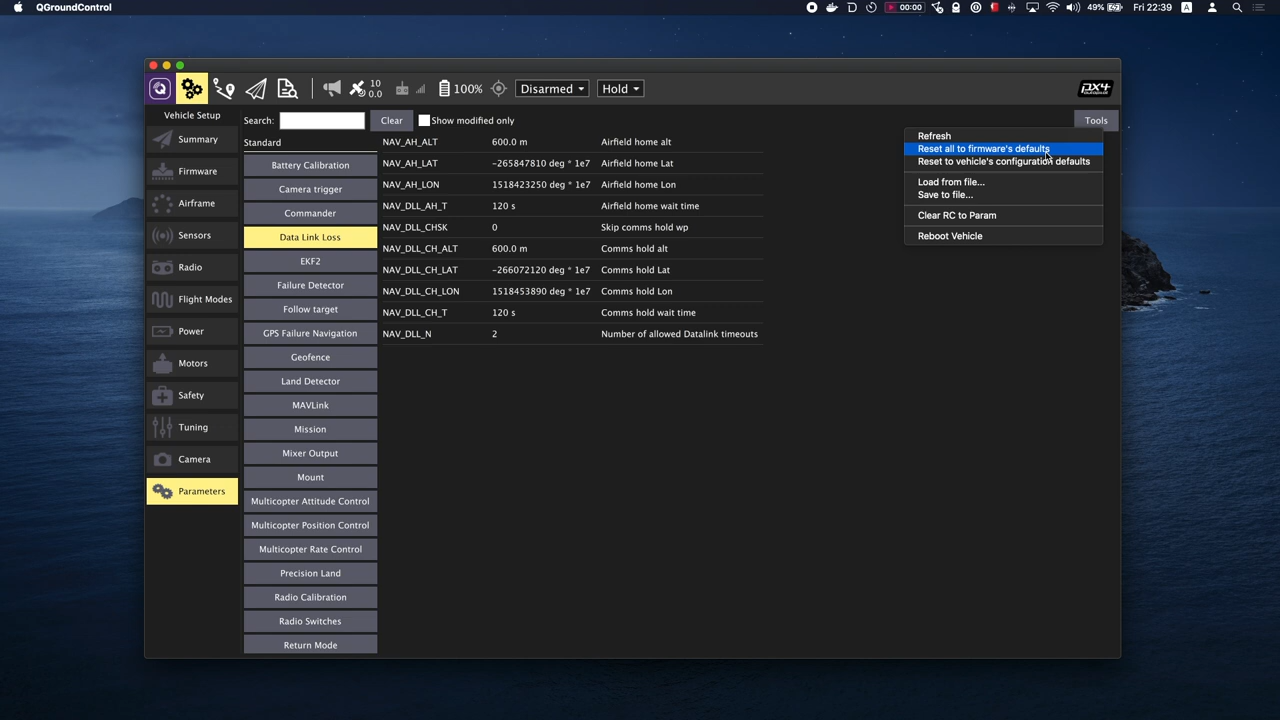 QGroundControl
00:00
49%
Fri 22:39
A
10
0.0
100%
Disarmed
Hold
px4
autopilot
Vehicle Setup
Search:
Clear
Show modified only
Tools
Summary
Firmware
Airframe
Sensors
Radio
Flight Modes
Power
Motors
Safety
Tuning
Camera
Parameters
Standard
Battery Calibration
Camera trigger
Commander
Data Link Loss
EKF2
Failure Detector
Follow target
GPS Failure Navigation
Geofence
Land Detector
MAVLink
Mission
Mixer Output
Mount
Multicopter Attitude Control
Multicopter Position Control
Multicopter Rate Control
Precision Land
Radio Calibration
Radio Switches
Return Mode
NAV_AH_ALT 600.0 m Airfield home alt
NAV_AH_LAT -265847810 deg * 1e7 Airfield home Lat
NAV_AH_LON 1518423250 deg * 1e7 Airfield home Lon
NAV_DLL_AH_T 120 s Airfield home wait time
NAV_DLL_CHSK 0 Skip comms hold wp
NAV_DLL_CH_ALT 600.0 m Comms hold alt
NAV_DLL_CH_LAT -266072120 deg * 1e7 Comms hold Lat
NAV_DLL_CH_LON 1518453890 deg * 1e7 Comms hold Lon
NAV_DLL_CH_T 120 s Comms hold wait time
NAV_DLL_N 2 Number of allowed Datalink timeouts
Refresh
Reset all to firmware's defaults
Reset to vehicle's configuration defaults
Load from file...
Save to file...
Clear RC to Param
Reboot Vehicle